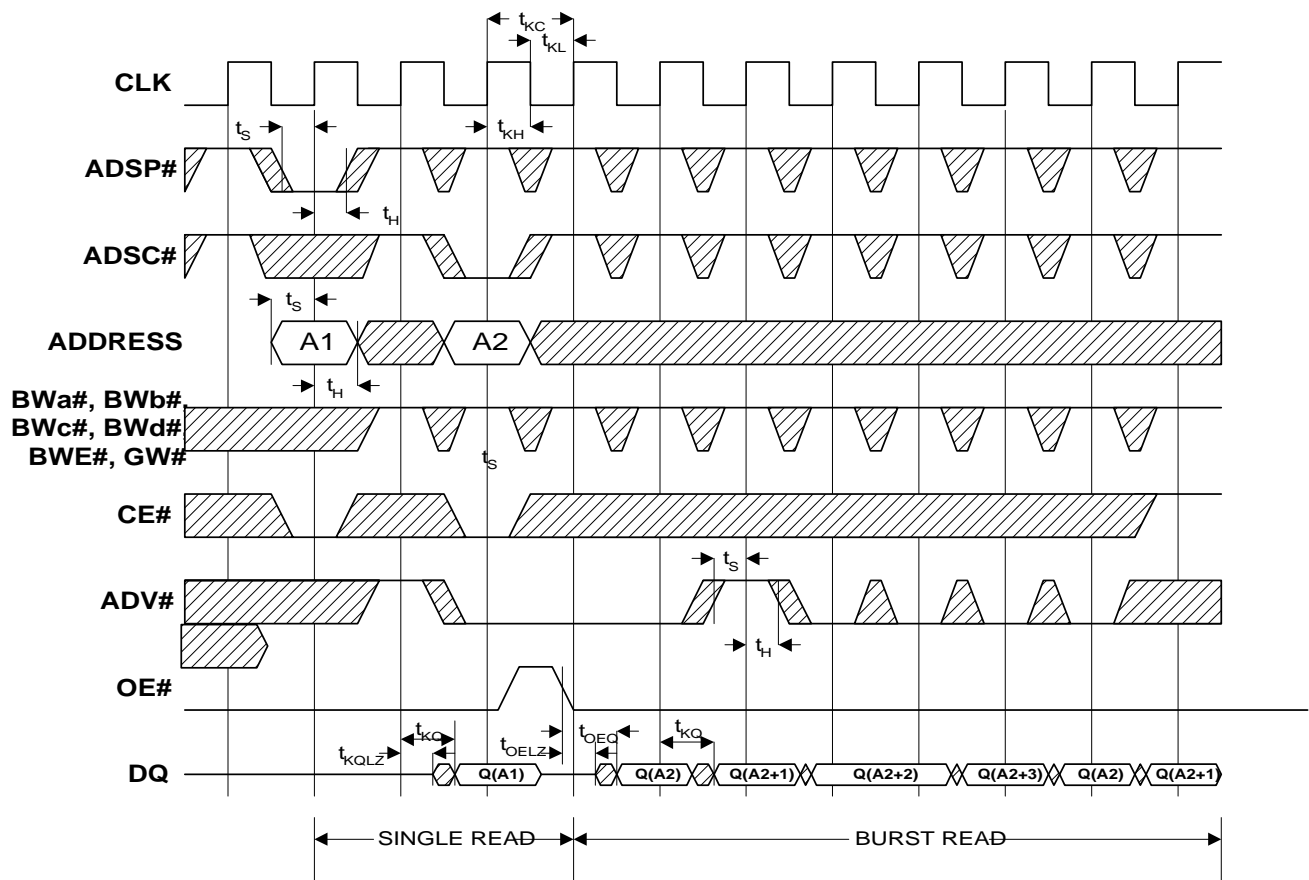 tKC
tKL
CLK
tS
tKH
ADSP#
tH
ADSC#
tS
ADDRESS
A1
A2
tH
BWa#, BWb#,
BWc#, BWd#
BWE#, GW#
tS
CE#
tS
ADV#
tH
OE#
tKQ
tKQLZ
tOELZ
tOEQ
tKQ
DQ
Q(A1)
Q(A2)
Q(A2+1)
Q(A2+2)
Q(A2+3)
Q(A2)
Q(A2+1)
SINGLE READ
BURST READ